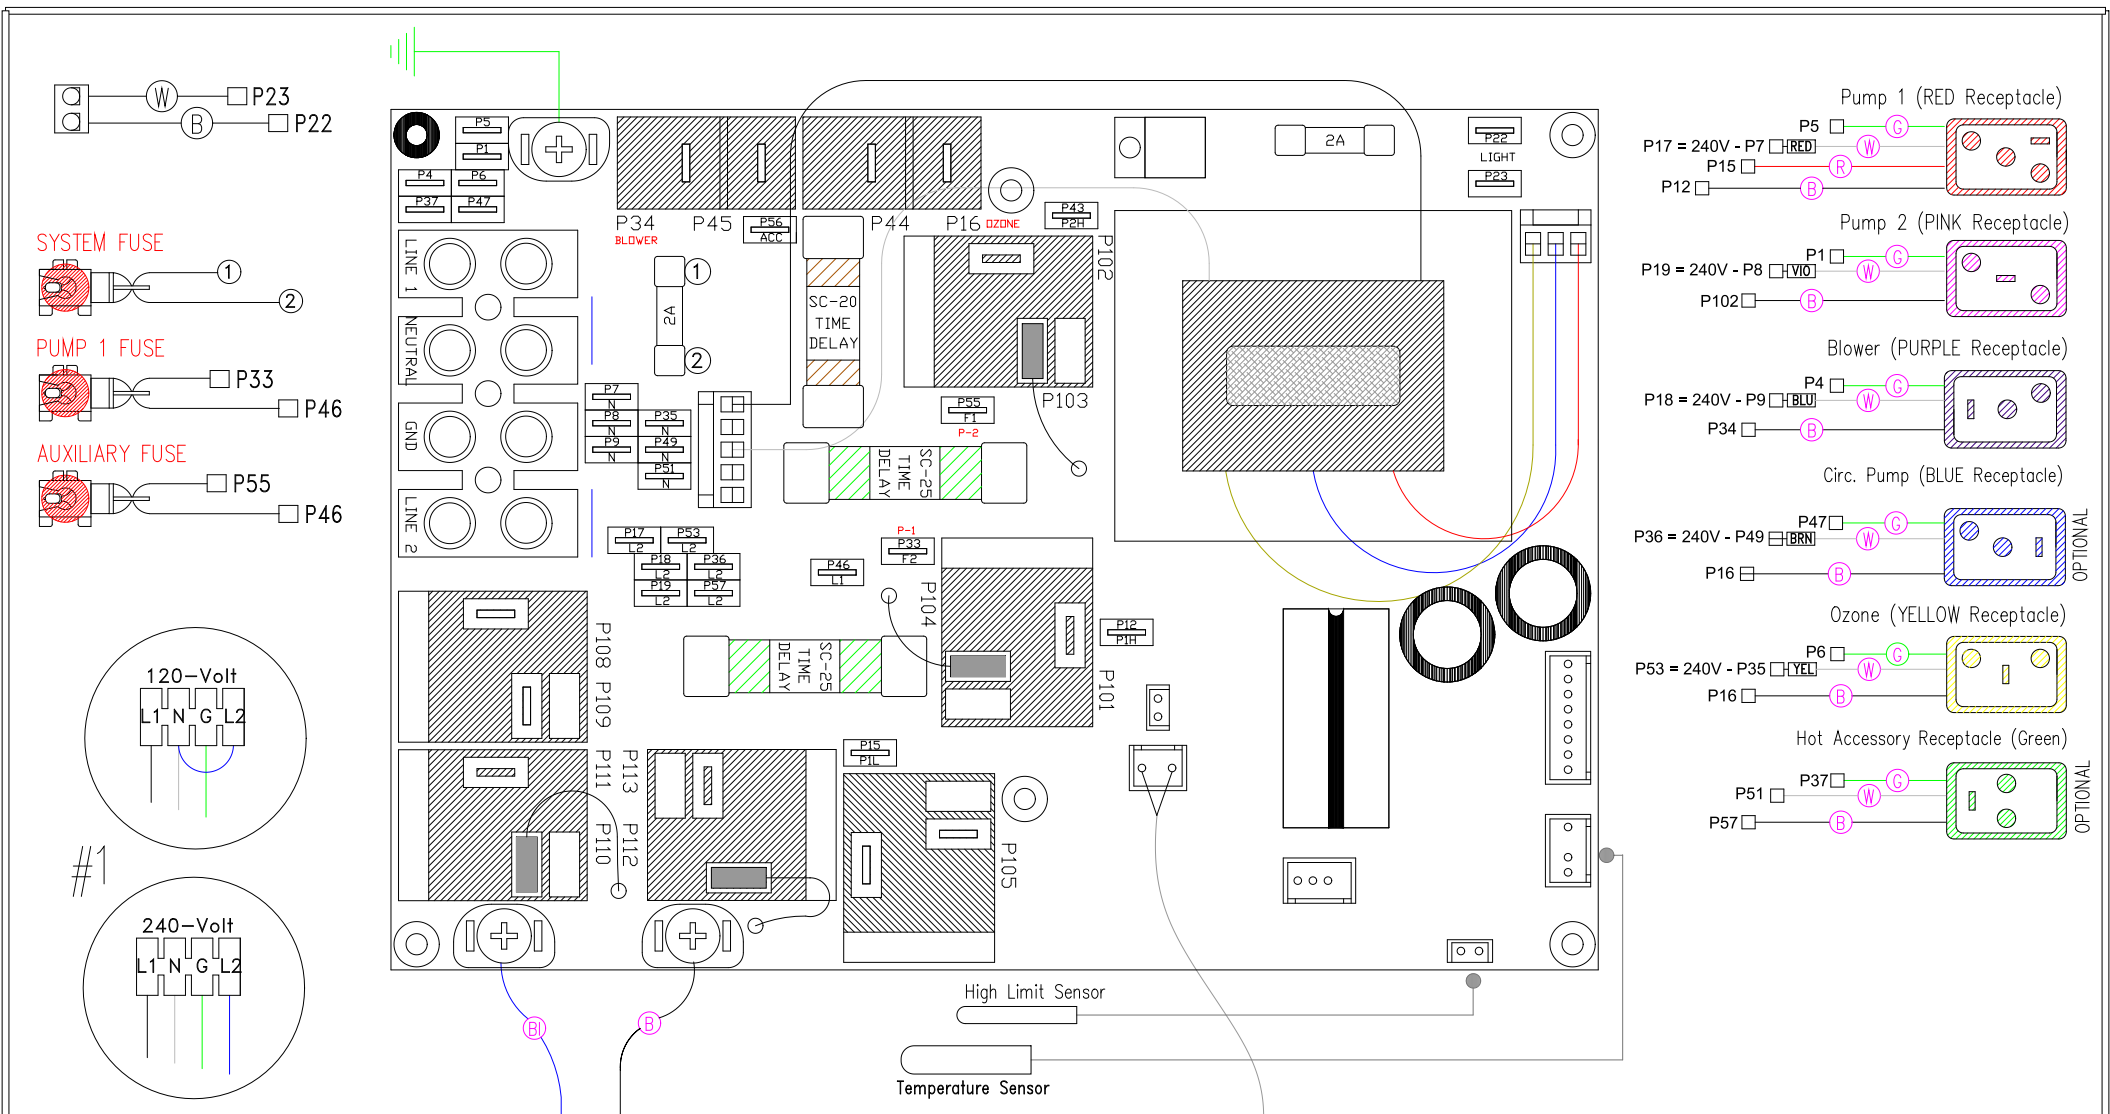 W P23
B P22
SYSTEM FUSE
1
2
PUMP 1 FUSE
P33
P46
AUXILIARY FUSE
P55
P46
120-Volt
L1 N G L2
#1
240-Volt
L1 N G L2
P5
P1
P4 P6
P37 P47
LINE 1
NEUTRAL
GND
LINE 2
P34 P45 P44 P16
BLOWER
OZONE
P56
ACC
P43
P2H
2A
P22
LIGHT
P23
1
2A
2
SC-20
TIME
DELAY
P102
P103
P7
N
P8
N
P9
N
P35
N
P49
N
P51
N
P55
F1
P-2
SC-25
TIME
DELAY
P-1
P33
F2
P46
L1
P17
L2
P53
L2
P18
L2
P36
L2
P19
L2
P57
L2
P104
P101
P12
P1H
SC-25
TIME
DELAY
P108 P109
P111 P110
P113 P112
P15
P1L
P105
BI
B
High Limit Sensor
Temperature Sensor
Pump 1 (RED Receptacle)
P5 G
P17 = 240V - P7 RED W
P15 R
P12 B
Pump 2 (PINK Receptacle)
P1 G
P19 = 240V - P8 VIO W
P102 B
Blower (PURPLE Receptacle)
P4 G
P18 = 240V - P9 BLU W
P34 B
Circ. Pump (BLUE Receptacle)
P47 G
P36 = 240V - P49 BRN W
P16 B
OPTIONAL
Ozone (YELLOW Receptacle)
P6 G
P53 = 240V - P35 YEL W
P16 B
Hot Accessory Receptacle (Green)
P37 G
P51 W
P57 B
OPTIONAL